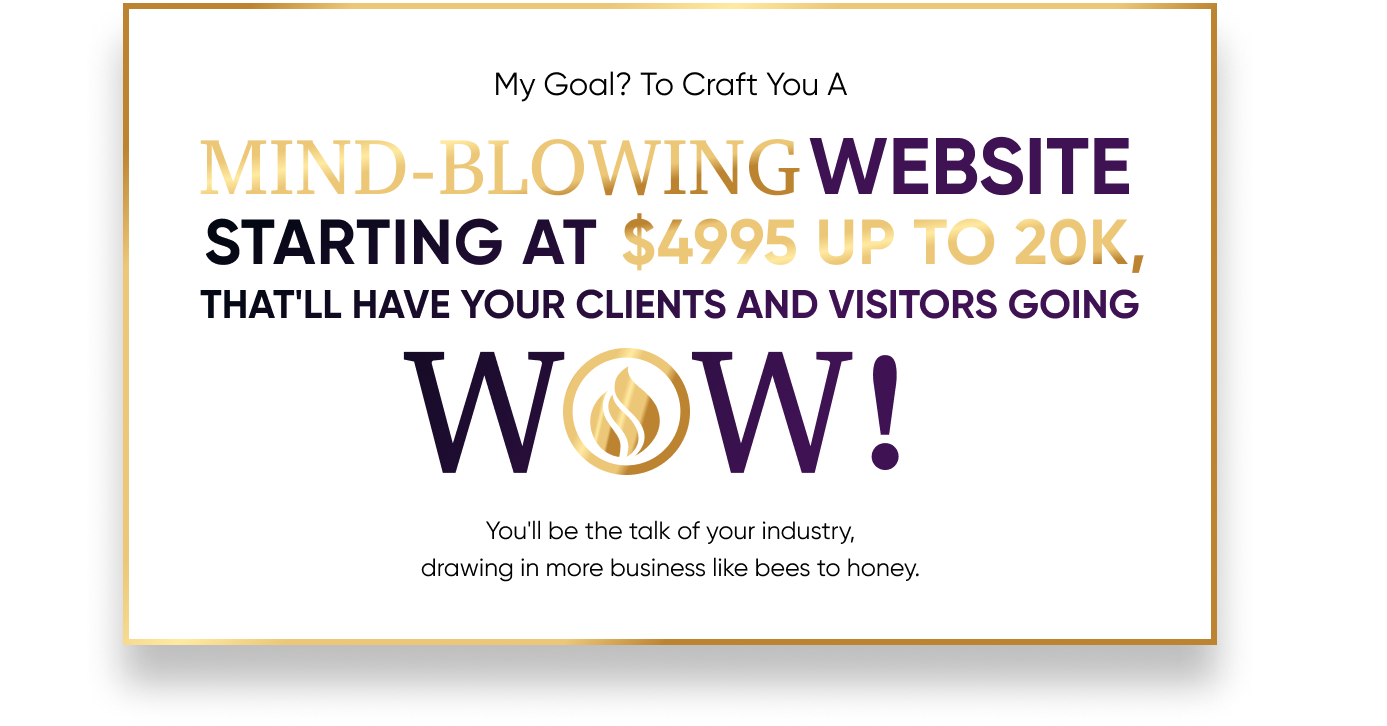 My Goal? To Craft You A
MIND-BLOWING WEBSITE
STARTING AT $4995 UP TO 20K,
THAT'LL HAVE YOUR CLIENTS AND VISITORS GOING
WOW!
You'll be the talk of your industry,
drawing in more business like bees to honey.